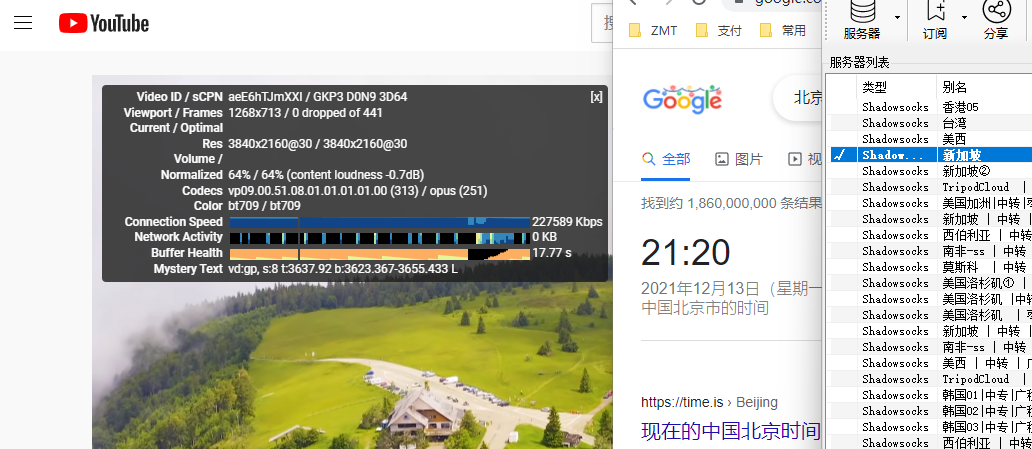 YouTube
Video ID / sCPN aeE6hTJmXXI / GKP3 D0N9 3D64
[x]
Viewport / Frames 1268x713 / 0 dropped of 441
Current / Optimal
Res 3840x2160@30 / 3840x2160@30
Volume /
Normalized 64% / 64% (content loudness -0.7dB)
Codecs vp09.00.51.08.01.01.01.01.00 (313) / opus (251)
Color bt709 / bt709
Connection Speed 227589 Kbps
Network Activity 0 KB
Buffer Health 17.77 s
Mystery Text vd:gp, s:8 t:3637.92 b:3623.367-3655.433 L
google.co
ZMT 支付 常用
Google
北京
全部 图片
找到约 1,860,000,000 条结果
21:20
2021年12月13日（星期一
中国北京市的时间
https://time.is › Beijing
现在的中国北京时间
服务器 订阅 分享
服务器列表
类型 别名
Shadowsocks 香港05
Shadowsocks 台湾
Shadowsocks 美西
Shadow... 新加坡
Shadowsocks 新加坡②
Shadowsocks TripodCloud |
Shadowsocks 美国加洲|中转|
Shadowsocks 新加坡 | 中转
Shadowsocks 西伯利亚 | 中转
Shadowsocks 南非-ss | 中转
Shadowsocks 莫斯科 | 中转
Shadowsocks 美国洛杉矶① |
Shadowsocks 美国洛杉矶 |中转
Shadowsocks 美国洛杉矶 |
Shadowsocks 新加坡 | 中转
Shadowsocks 南非-ss | 中转
Shadowsocks 美西 | 中转 |
Shadowsocks TripodCloud |
Shadowsocks 韩国01|中专|广
Shadowsocks 韩国02|中专|广
Shadowsocks 韩国03|中专|广
Shadowsocks 西伯利亚 | 中转